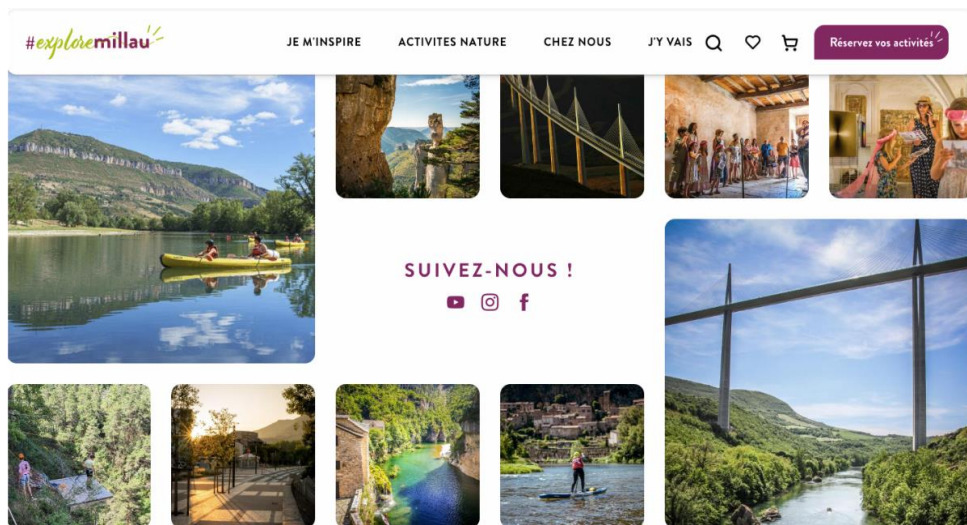 #exploremillau
JE M'INSPIRE
ACTIVITES NATURE
CHEZ NOUS
J'Y VAIS
Réservez vos activités
SUIVEZ-NOUS !